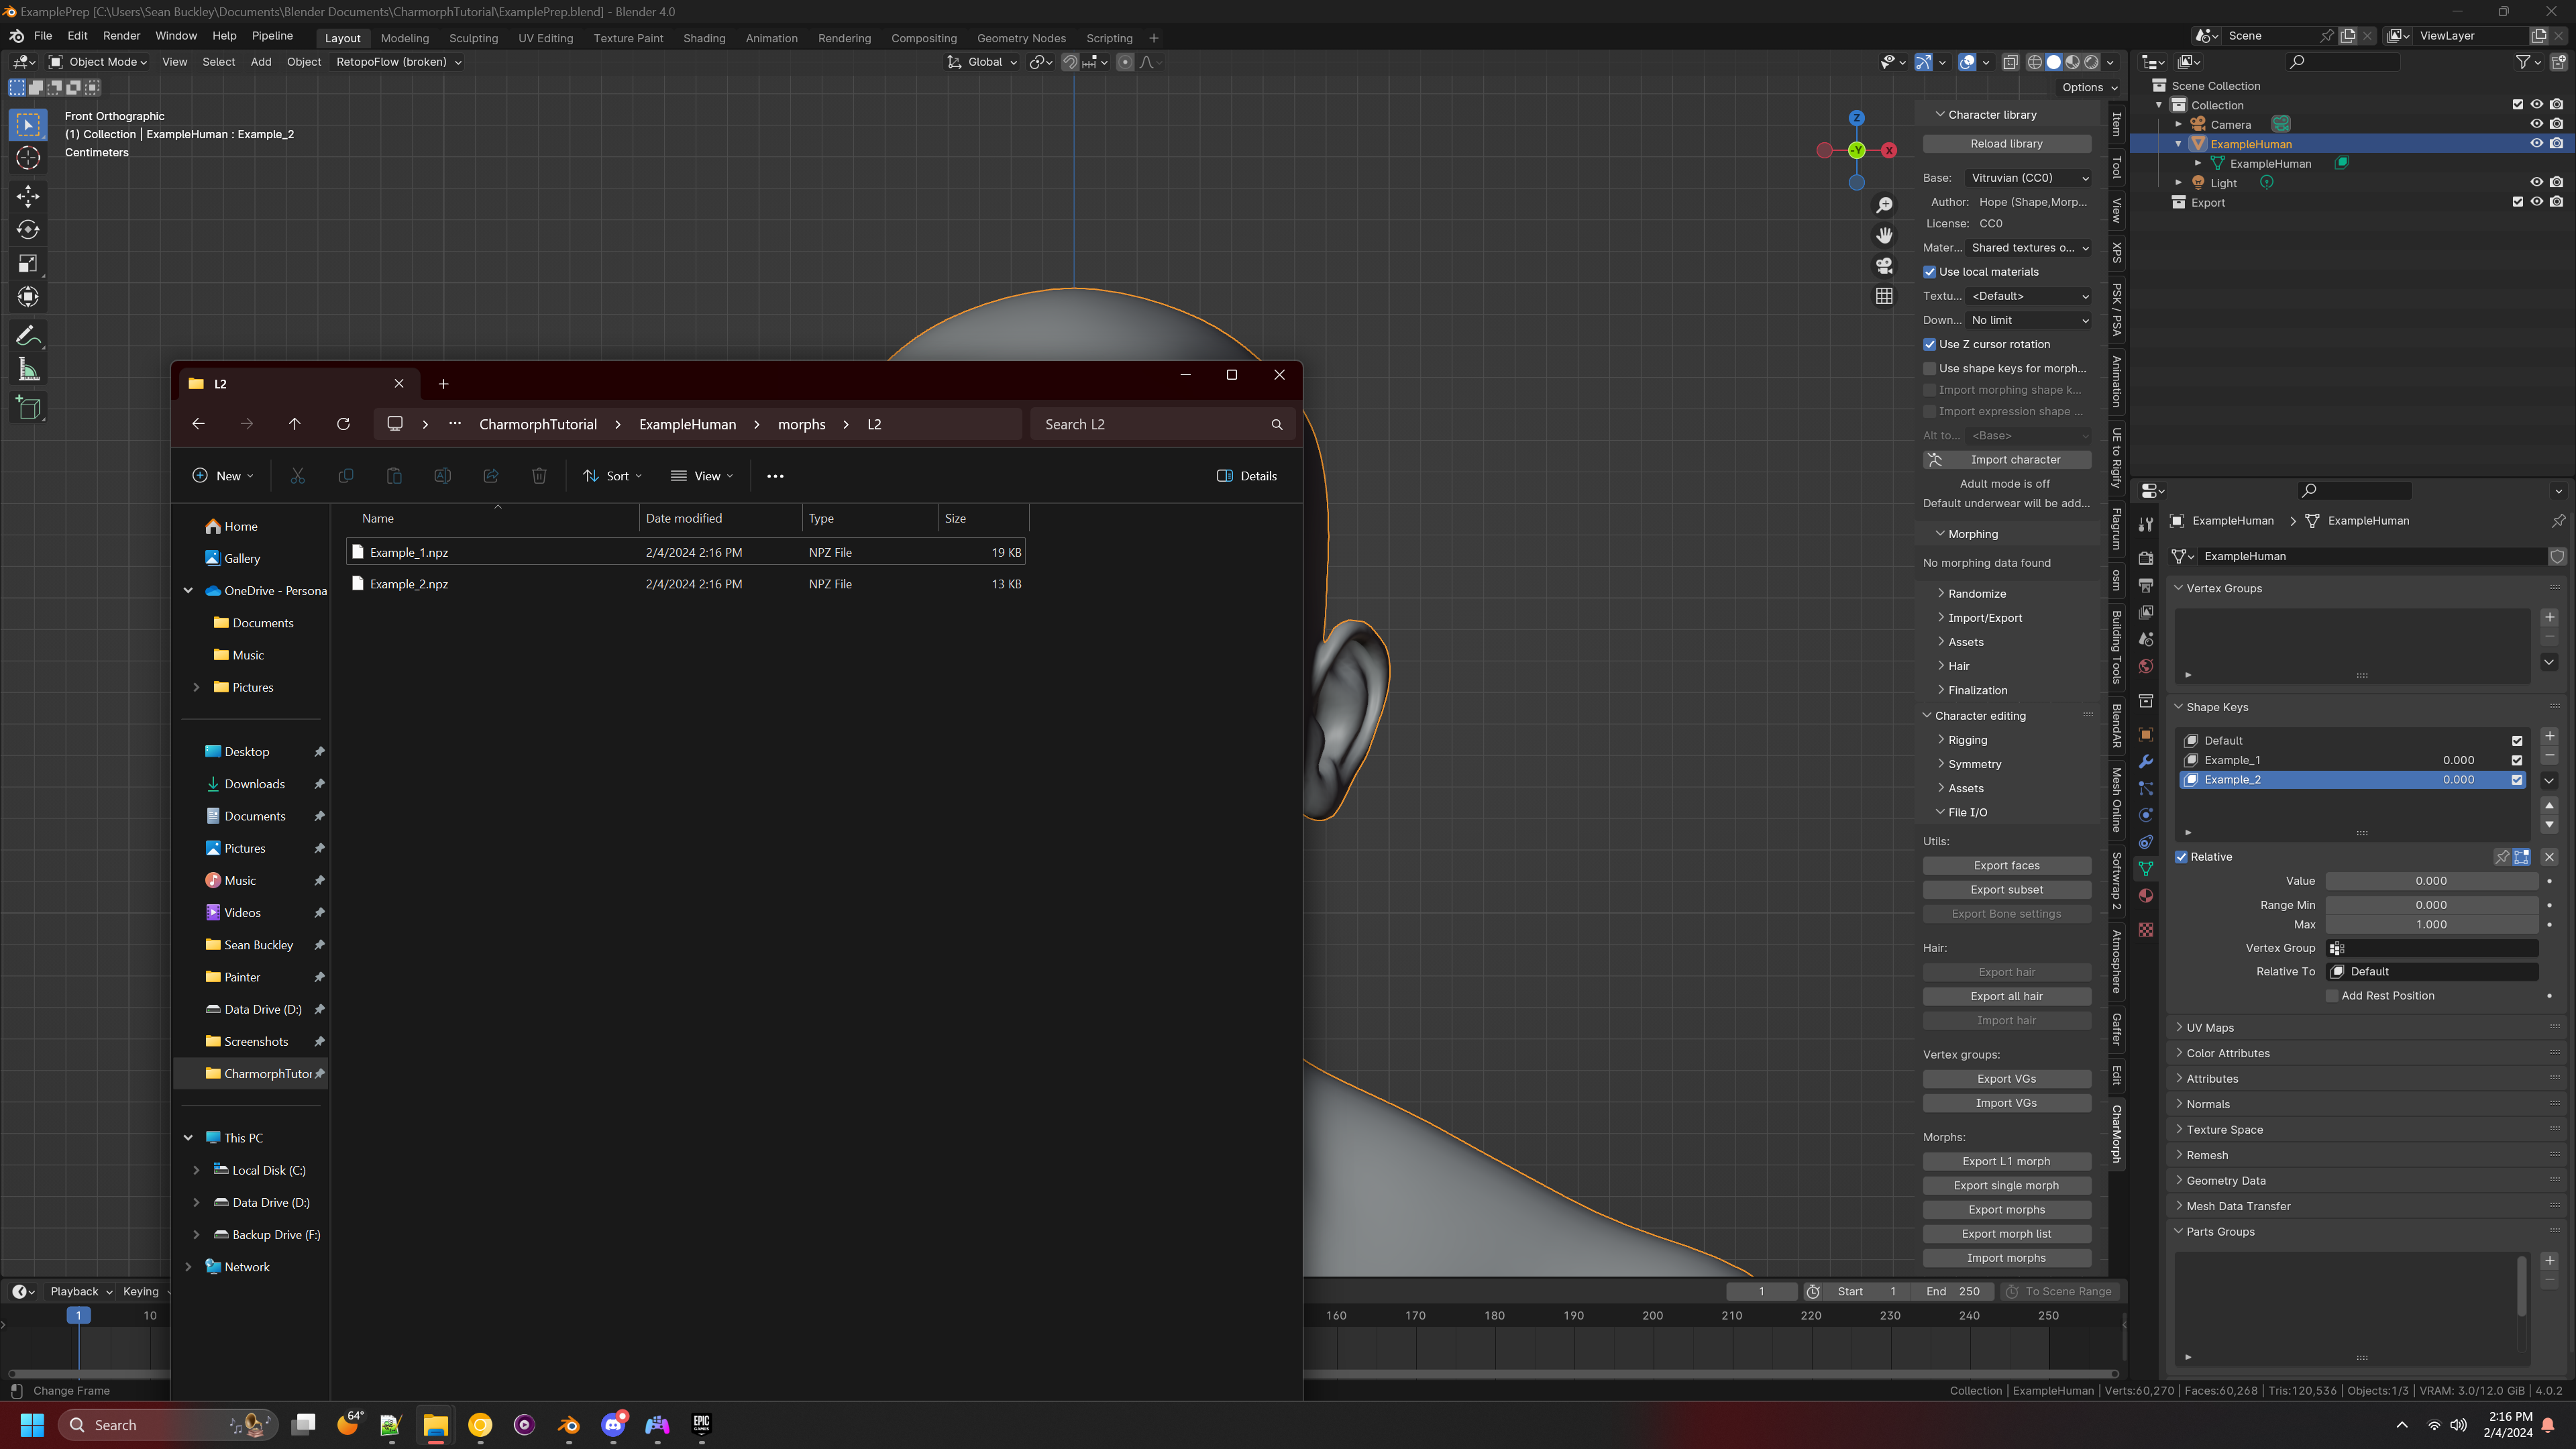 ExamplePrep [C:\Users\Sean Buckley\Documents\Blender Documents\CharmorphTutorial\ExamplePrep.blend] - Blender 4.0
File Edit Render Window Help Pipeline Layout Modeling Sculpting UV Editing Texture Paint Shading Animation Rendering Compositing Geometry Nodes Scripting +
Scene ViewLayer
Object Mode View Select Add Object RetopoFlow (broken) Global
Options
Front Orthographic
(1) Collection | ExampleHuman : Example_2
Centimeters
Z
-Y X
Character library
Reload library
Base: Vitruvian (CC0)
Author: Hope (Shape,Morp...
License: CC0
Mater... Shared textures o...
Use local materials
Textu... <Default>
Down... No limit
Use Z cursor rotation
Use shape keys for morph...
Import morphing shape k...
Import expression shape ...
Alt to... <Base>
Import character
Adult mode is off
Default underwear will be add...
Morphing
No morphing data found
Randomize
Import/Export
Assets
Hair
Finalization
Character editing
Rigging
Symmetry
Assets
File I/O
Utils:
Export faces
Export subset
Export Bone settings
Hair:
Export hair
Export all hair
Import hair
Vertex groups:
Export VGs
Import VGs
Morphs:
Export L1 morph
Export single morph
Export morphs
Export morph list
Import morphs
Item
Tool
View
XPS
PSK / PSA
Animation
UE to Rigify
Flagrum
osm
Building Tools
BlendAR
Mesh Online
Softwrap 2
Atmosphere
Gaffer
Edit
CharMorph
Scene Collection
Collection
Camera
ExampleHuman
ExampleHuman
Light
Export
ExampleHuman ExampleHuman
ExampleHuman
Vertex Groups
Shape Keys
Default
Example_1 0.000
Example_2 0.000
Relative
Value 0.000
Range Min 0.000
Max 1.000
Vertex Group
Relative To Default
Add Rest Position
UV Maps
Color Attributes
Attributes
Normals
Texture Space
Remesh
Geometry Data
Mesh Data Transfer
Parts Groups
L2
CharmorphTutorial > ExampleHuman > morphs > L2
Search L2
New Sort View Details
Name Date modified Type Size
Example_1.npz 2/4/2024 2:16 PM NPZ File 19 KB
Example_2.npz 2/4/2024 2:16 PM NPZ File 13 KB
Home
Gallery
OneDrive - Persona
Documents
Music
Pictures
Desktop
Downloads
Documents
Pictures
Music
Videos
Sean Buckley
Painter
Data Drive (D:)
Screenshots
CharmorphTutor
This PC
Local Disk (C:)
Data Drive (D:)
Backup Drive (F:)
Network
Playback Keying 1 Start 1 End 250 To Scene Range
1 10 160 170 180 190 200 210 220 230 240 250
Change Frame
Collection | ExampleHuman | Verts:60,270 | Faces:60,268 | Tris:120,536 | Objects:1/3 | VRAM: 3.0/12.0 GiB | 4.0.2
Search
64°
EPIC GAMES
2:16 PM
2/4/2024